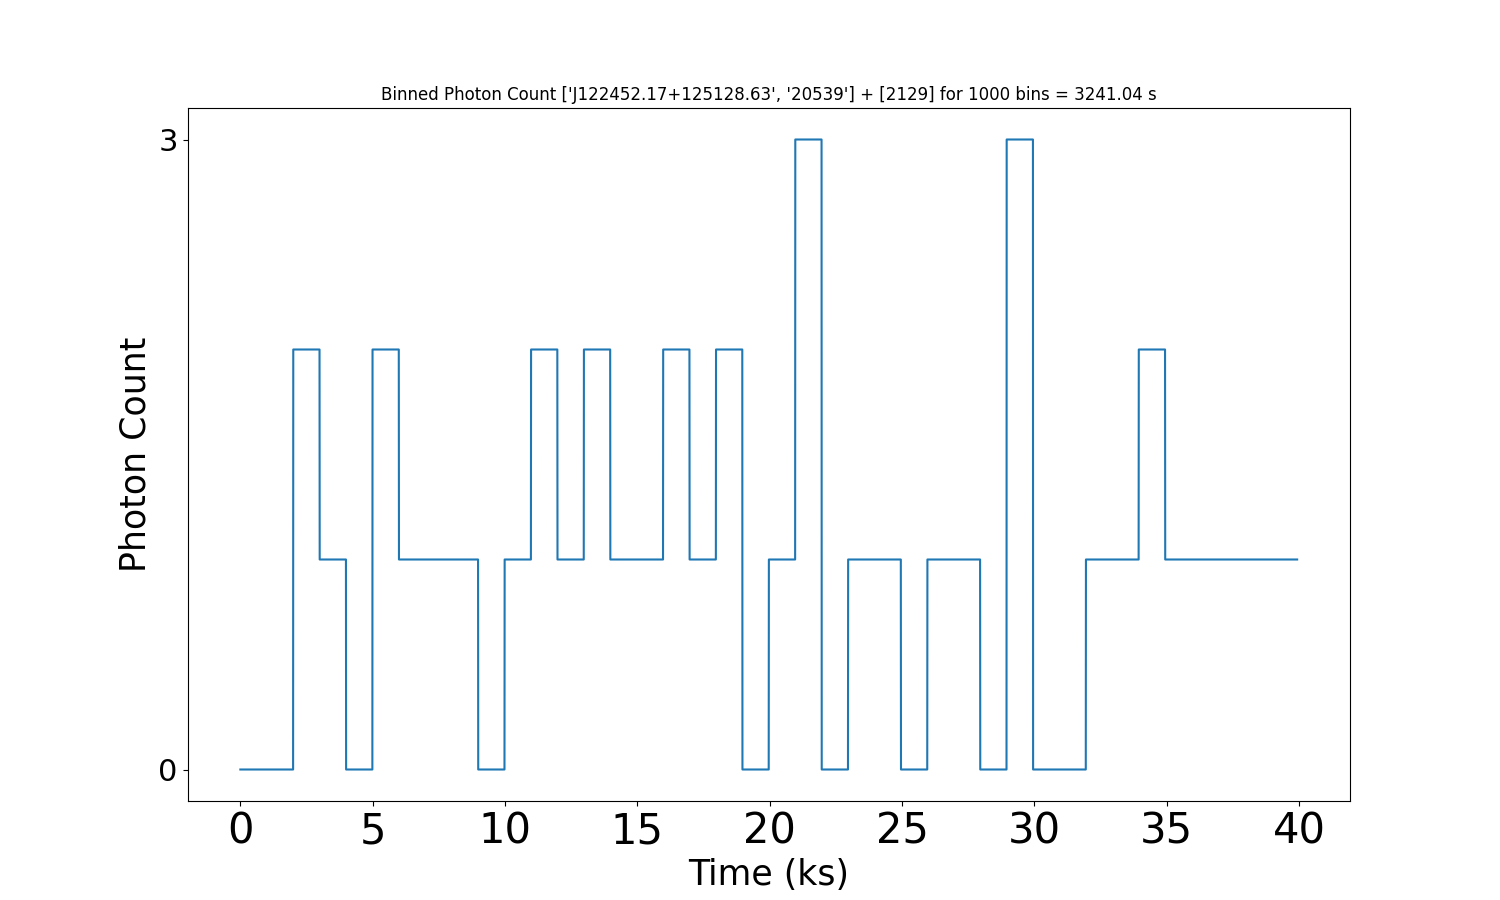 Binned Photon Count ['J122452.17+125128.63', '20539'] + [2129] for 1000 bins = 3241.04 s
3
Photon Count
0
0 5 10 15 20 25 30 35 40
Time (ks)